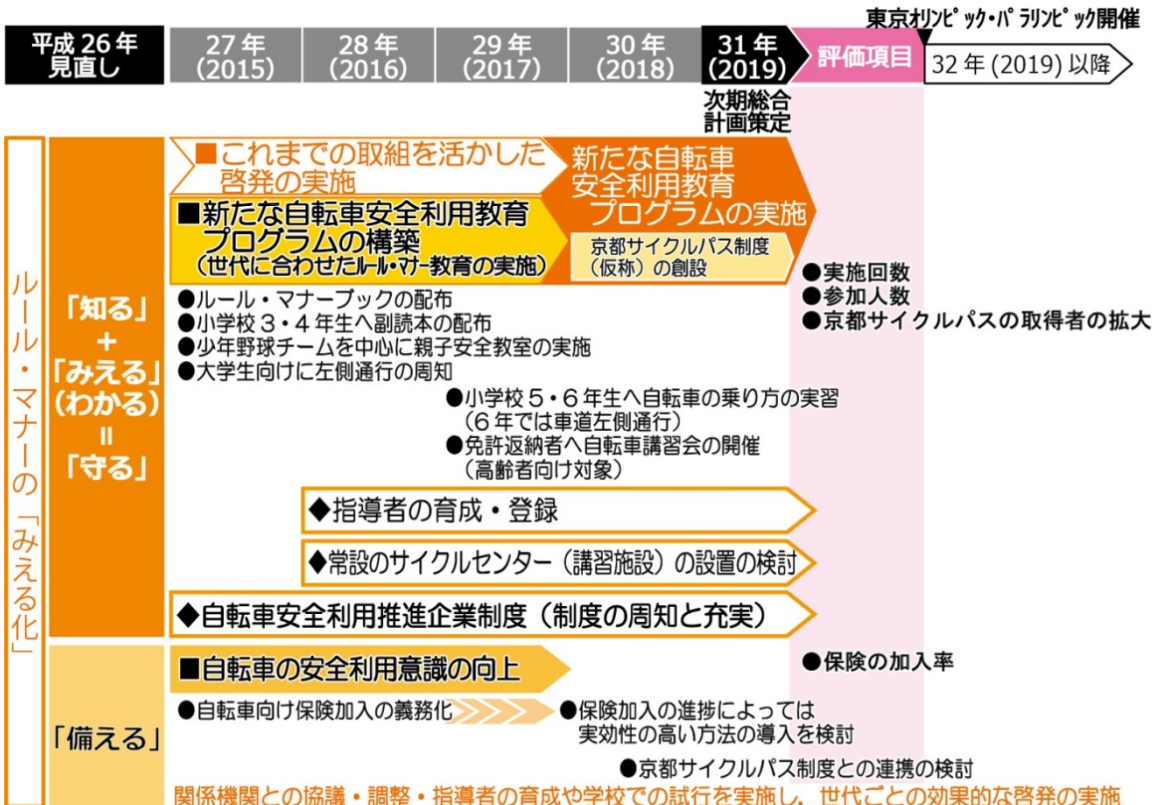 東京ｵﾘﾝﾋﾟｯｸ・ﾊﾟﾗﾘﾝﾋﾟｯｸ開催
平成26年
見直し
27年
(2015)
28年
(2016)
29年
(2017)
30年
(2018)
31年
(2019)
評価項目
32年(2019)以降
次期総合
計画策定
ルール・マナーの「みえる化」
「知る」
＋
「みえる」
(わかる)
＝
「守る」
■これまでの取組を活かした
啓発の実施
■新たな自転車安全利用教育
プログラムの構築
(世代に合わせたﾙｰﾙ・ﾏﾅｰ教育の実施)
新たな自転車
安全利用教育
プログラムの実施
京都サイクルパス制度
（仮称）の創設
●ルール・マナーブックの配布
●小学校３・４年生へ副読本の配布
●少年野球チームを中心に親子安全教室の実施
●大学生向けに左側通行の周知
●小学校５・６年生へ自転車の乗り方の実習
（６年では車道左側通行）
●免許返納者へ自転車講習会の開催
（高齢者向け対象）
●実施回数
●参加人数
●京都サイクルパスの取得者の拡大
◆指導者の育成・登録
◆常設のサイクルセンター（講習施設）の設置の検討
◆自転車安全利用推進企業制度（制度の周知と充実）
「備える」
■自転車の安全利用意識の向上
●自転車向け保険加入の義務化
●保険加入の進捗によっては
実効性の高い方法の導入を検討
●京都サイクルパス制度との連携の検討
●保険の加入率
関係機関との協議・調整・指導者の育成や学校での試行を実施し，世代ごとの効果的な啓発の実施